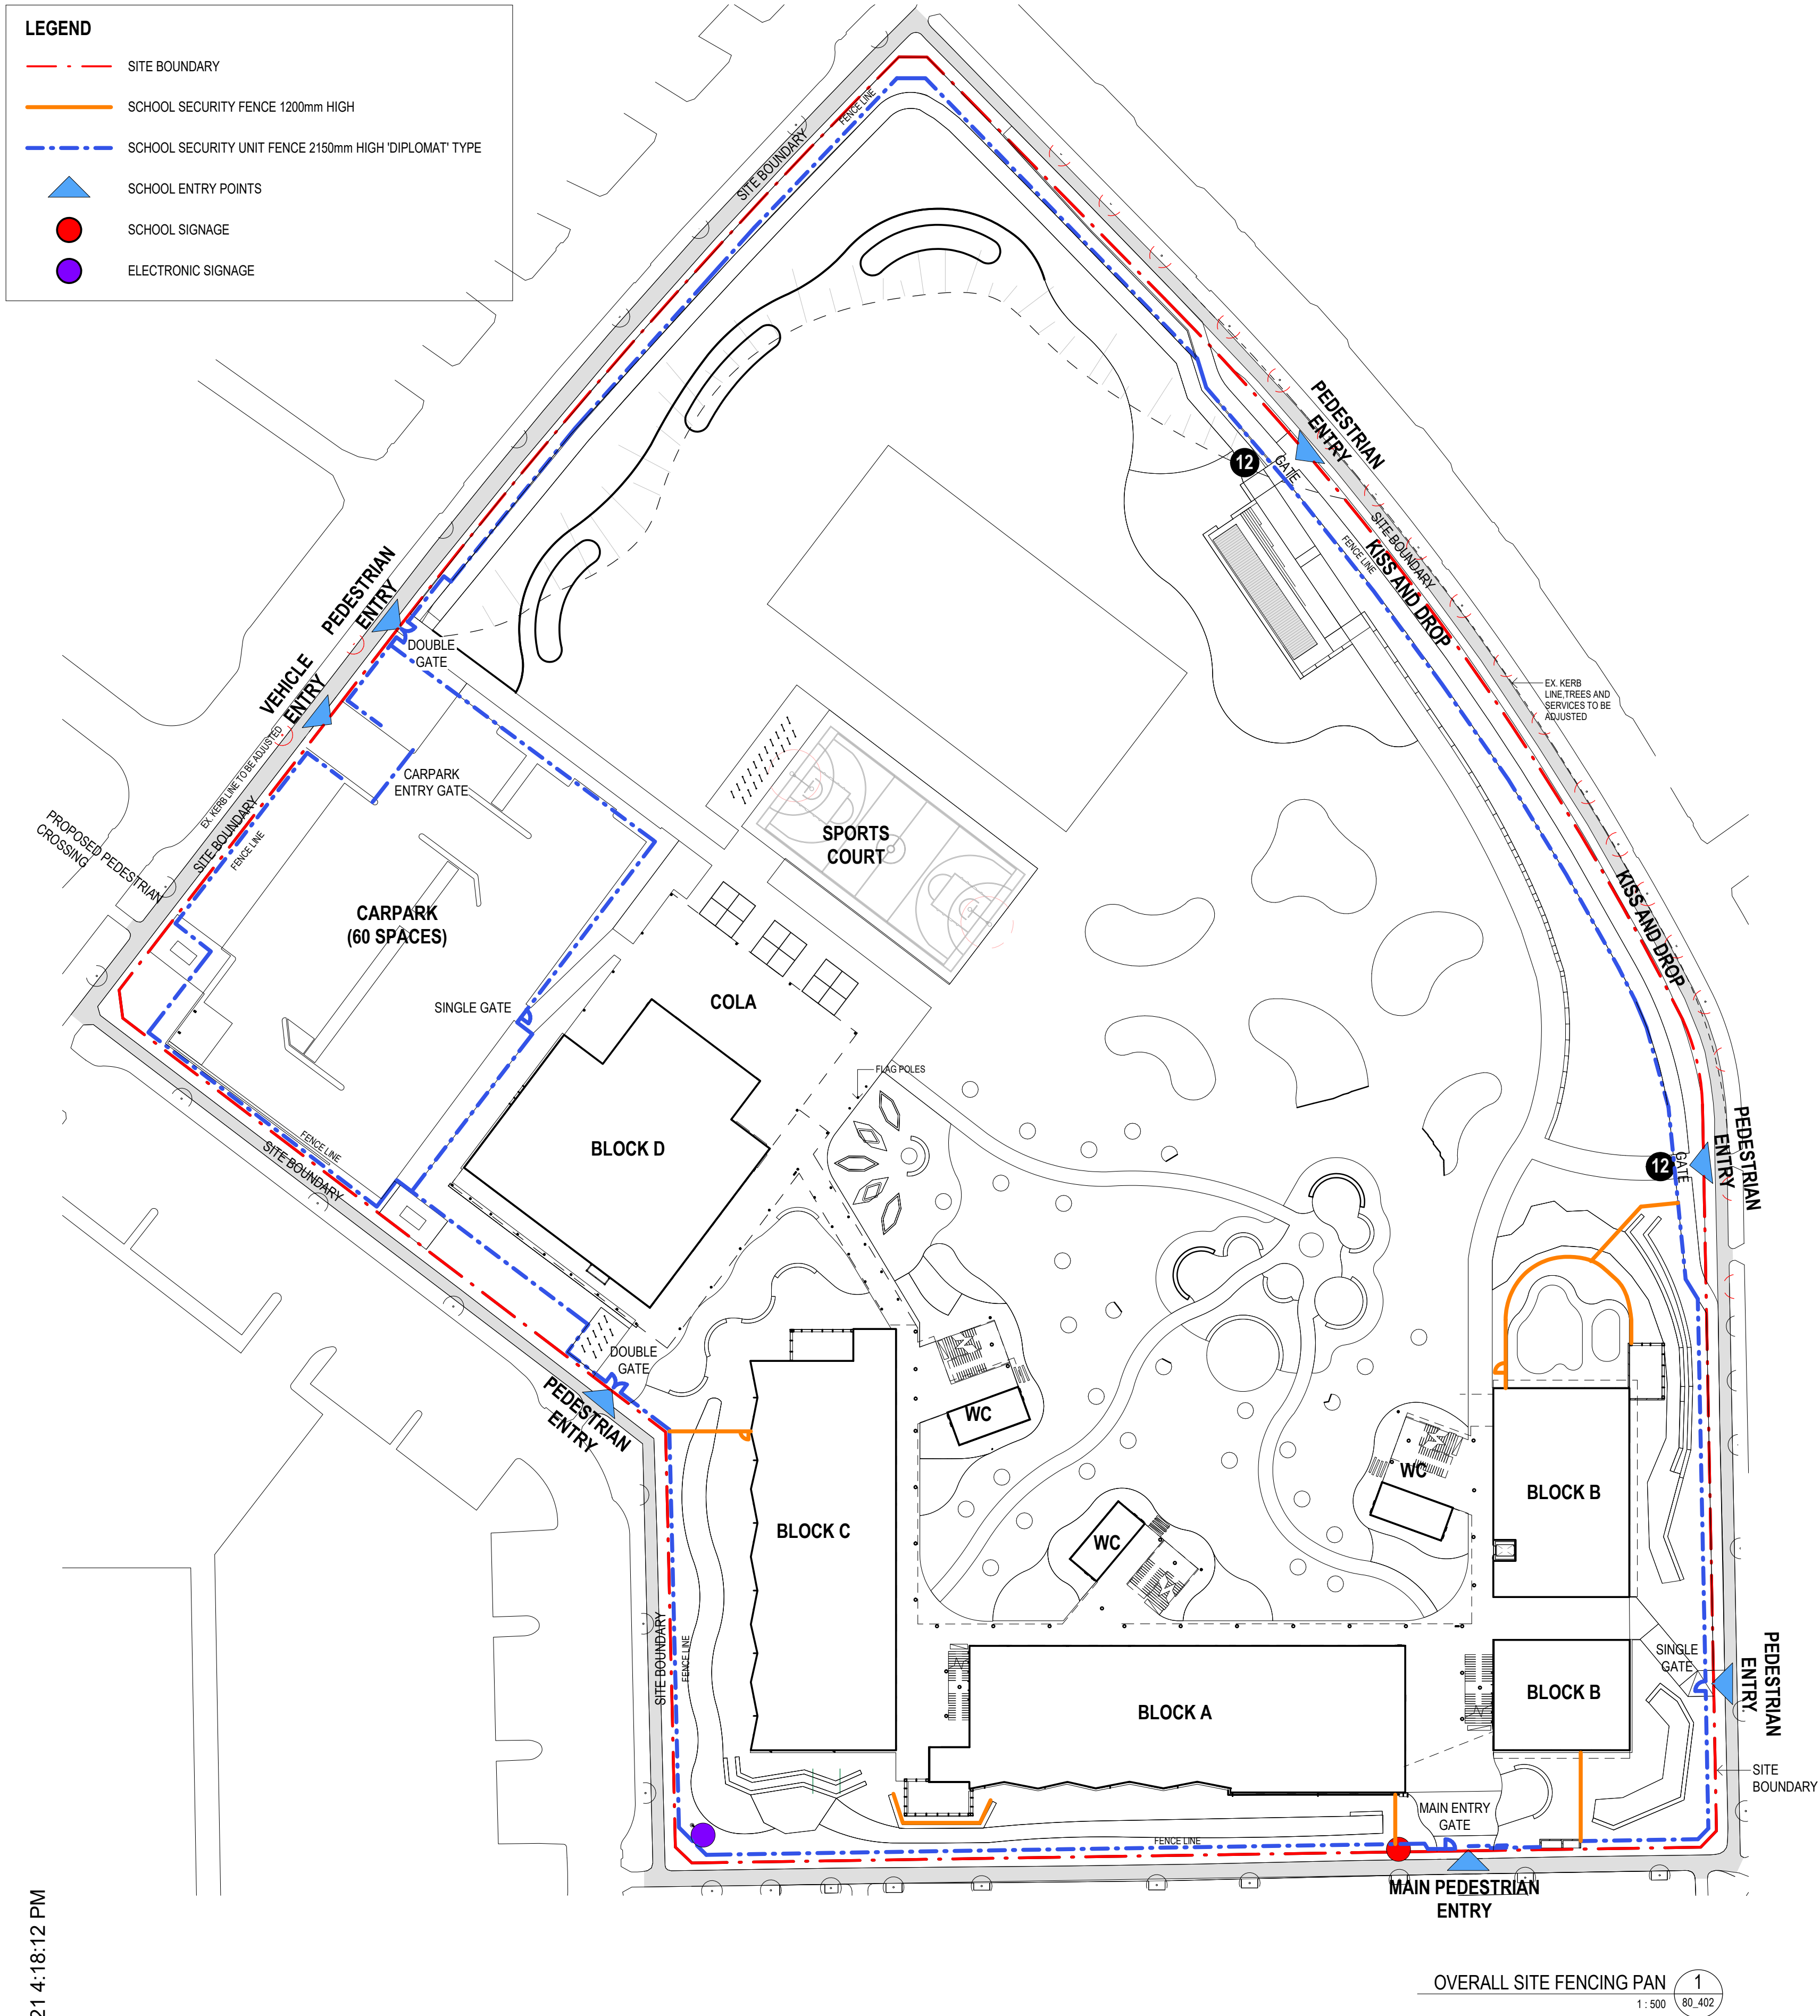 LEGEND
SITE BOUNDARY
SCHOOL SECURITY FENCE 1200mm HIGH
SCHOOL SECURITY UNIT FENCE 2150mm HIGH 'DIPLOMAT' TYPE
SCHOOL ENTRY POINTS
SCHOOL SIGNAGE
ELECTRONIC SIGNAGE
FENCE LINE
SITE BOUNDARY
PEDESTRIAN
ENTRY
12
GATE
SITE BOUNDARY
FENCE LINE
KISS AND DROP
PEDESTRIAN
ENTRY
DOUBLE
GATE
VEHICLE
ENTRY
EX. KERB
LINE,TREES AND
SERVICES TO BE
ADJUSTED
EX. KERB LINE TO BE ADJUSTED
CARPARK
ENTRY GATE
SITE BOUNDARY
FENCE LINE
PROPOSED PEDESTRIAN
CROSSING
SPORTS
COURT
KISS AND DROP
CARPARK
(60 SPACES)
SINGLE GATE
COLA
FLAG POLES
BLOCK D
FENCE LINE
SITE BOUNDARY
PEDESTRIAN
ENTRY
12
GATE
DOUBLE
GATE
PEDESTRIAN
ENTRY
WC
WC
WC
BLOCK B
BLOCK C
SITE BOUNDARY
FENCE LINE
SINGLE
GATE
PEDESTRIAN
ENTRY
BLOCK B
BLOCK A
SITE
BOUNDARY
MAIN ENTRY
GATE
FENCE LINE
MAIN PEDESTRIAN
ENTRY
21 4:18:12 PM
OVERALL SITE FENCING PAN
1
1 : 500
80_402